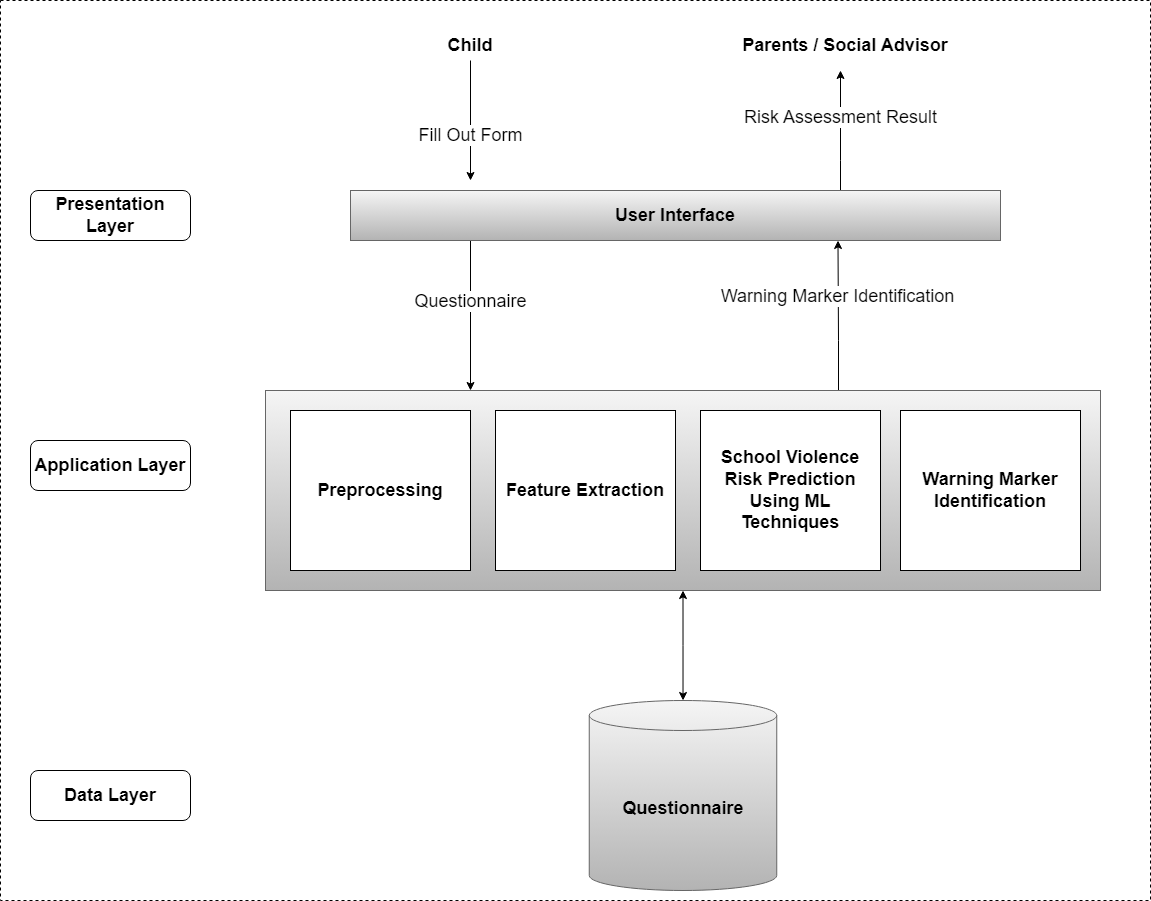 Child
Parents / Social Advisor
Fill Out Form
Risk Assessment Result
Presentation
Layer
User Interface
Questionnaire
Warning Marker Identification
Application Layer
Preprocessing
Feature Extraction
School Violence
Risk Prediction
Using ML
Techniques
Warning Marker
Identification
Data Layer
Questionnaire